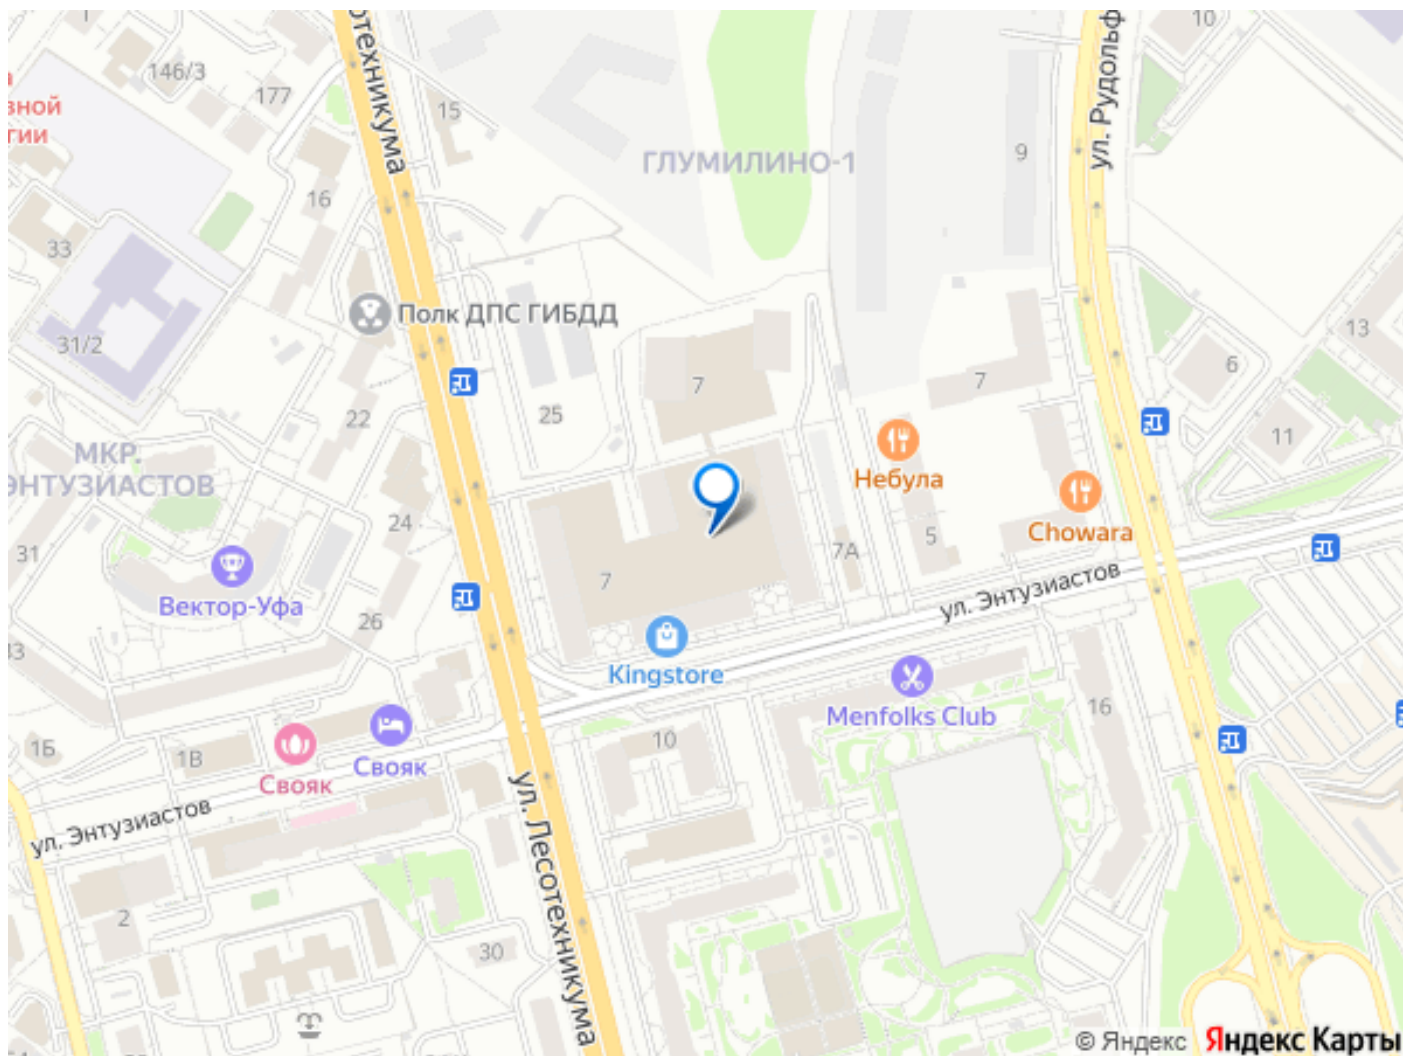 отехникума
ул. Рудольф
10
146/3
вной
гии
177
15
9
ГЛУМИЛИНО-1
16
33
Полк ДПС ГИБДД
31/2
13
6
7
7
25
22
11
МКР.
ЭНТУЗИАСТОВ
Небула
24
Chowara
31
5
7А
Вектор-Уфа
7
ул. Энтузиастов
26
33
Kingstore
Menfolks Club
16
10
1Б
1В
Свояк
Свояк
ул. Энтузиастов
ул. Лесотехникума
2
30
© Яндекс Яндекс Карты